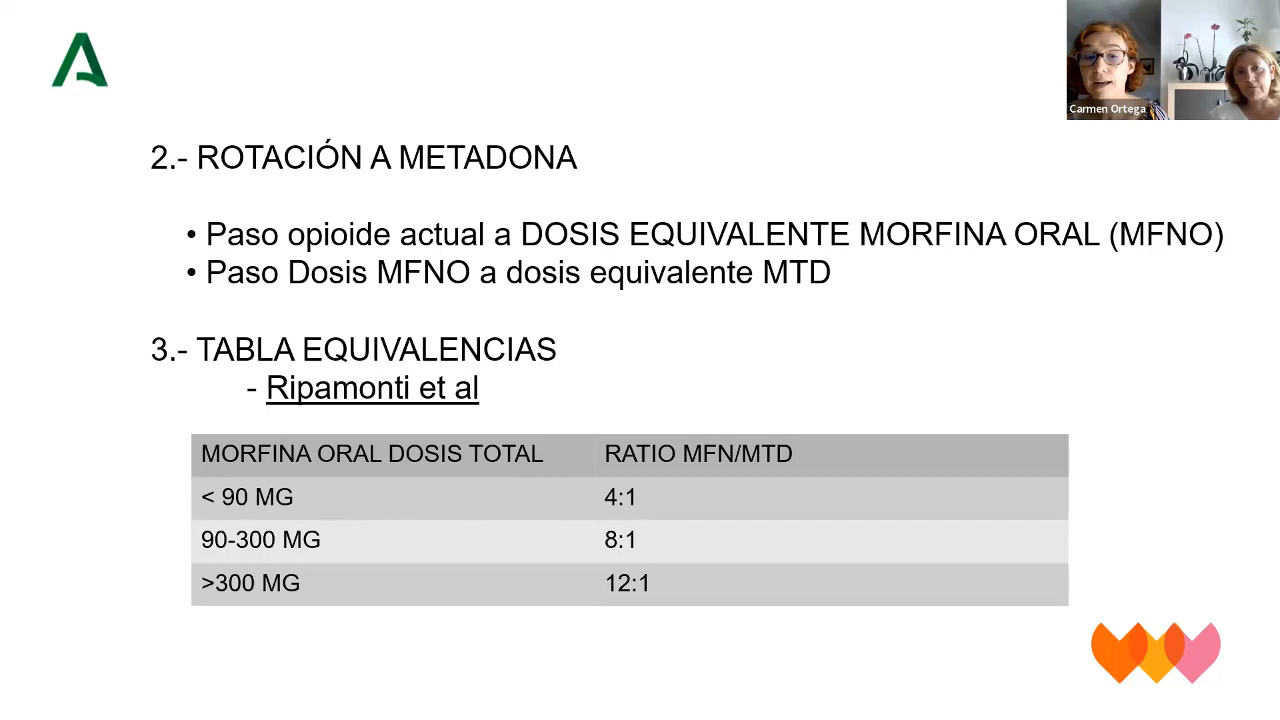 Carmen Ortega
2.- ROTACIÓN A METADONA
• Paso opioide actual a DOSIS EQUIVALENTE MORFINA ORAL (MFNO)
• Paso Dosis MFNO a dosis equivalente MTD
3.- TABLA EQUIVALENCIAS
- Ripamonti et al
MORFINA ORAL DOSIS TOTAL RATIO MFN/MTD
< 90 MG 4:1
90-300 MG 8:1
>300 MG 12:1